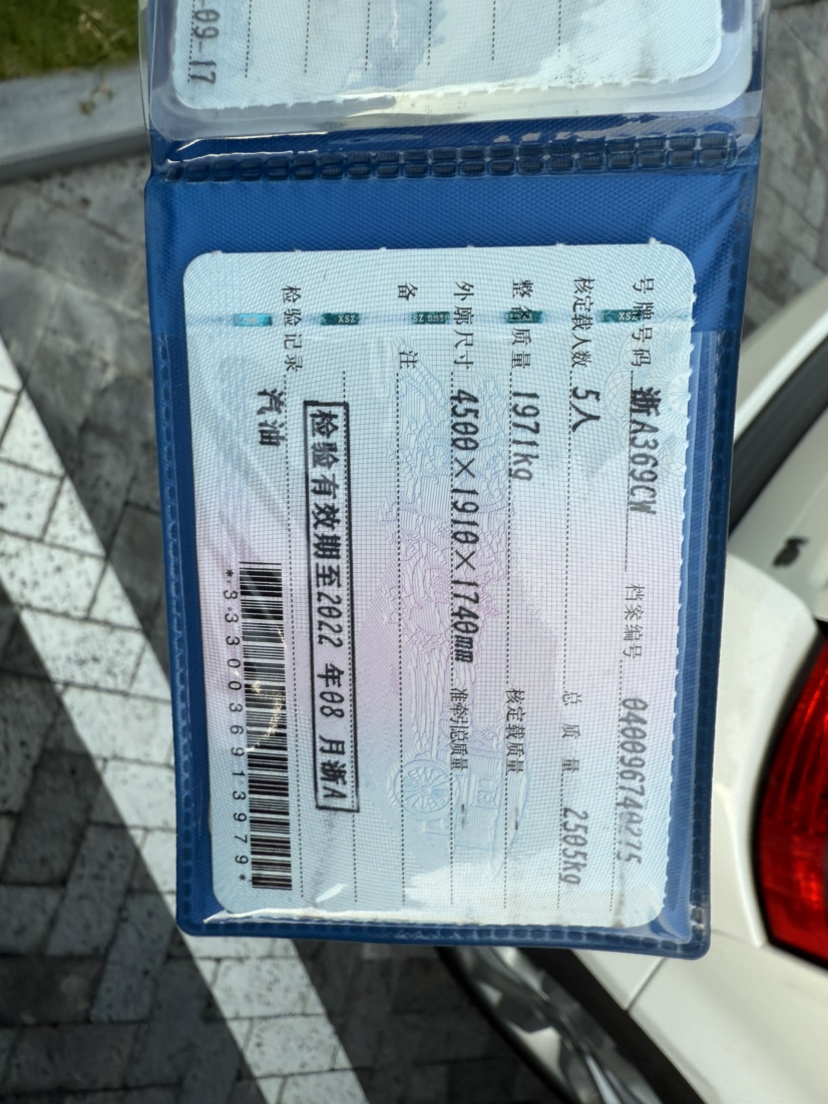 -09-17
号牌号码 浙A369CW 档案编号 040096740275
核定载人数 5人 总质量 2505kg
整备质量 1971kg 核定载质量 --
外廓尺寸 4500×1910×1740mm 准牵引总质量 --
备注
检验有效期至2022年08月浙A
检验记录
汽油
*3330036913979*